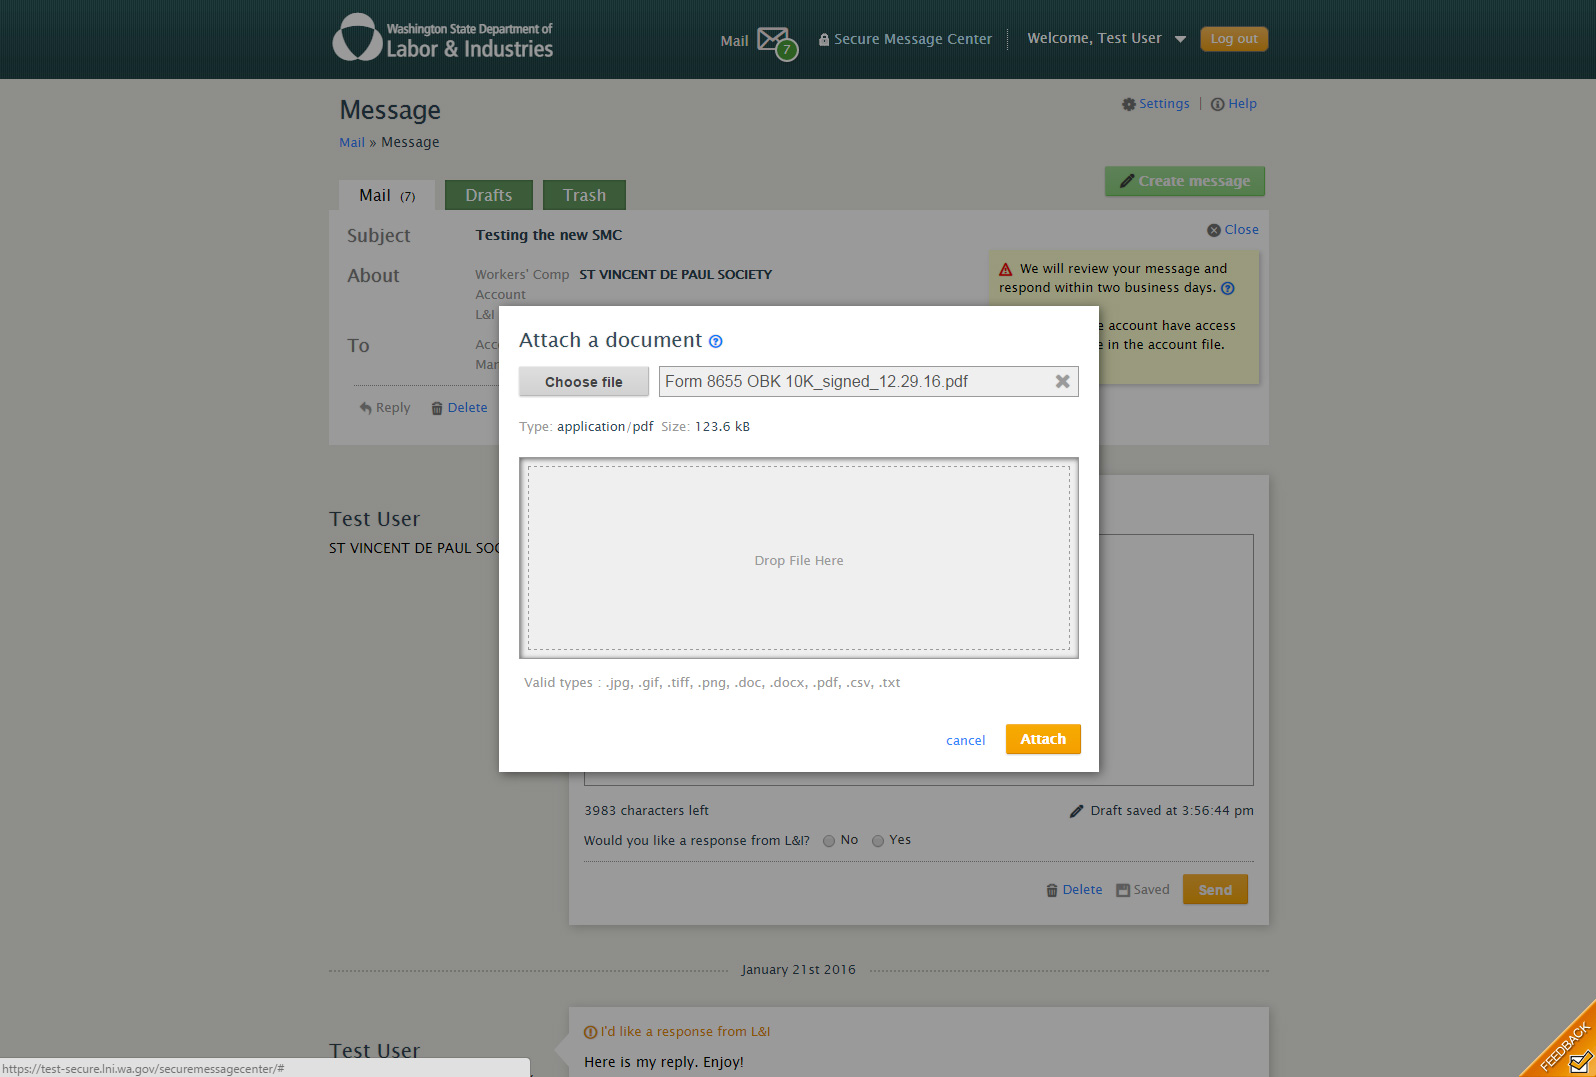 Washington State Department of
Labor & Industries
Mail 7
Secure Message Center
Welcome, Test User
Log out
Message
Settings | Help
Mail » Message
Mail (7)
Drafts
Trash
Create message
Subject
Testing the new SMC
Close
About
Workers' Comp ST VINCENT DE PAUL SOCIETY
Account
L&I
We will review your message and
respond within two business days.
account have access
in the account file.
To
Reply
Delete
Attach a document
Choose file
Form 8655 OBK 10K_signed_12.29.16.pdf
Type: application/pdf Size: 123.6 kB
Drop File Here
Valid types : .jpg, .gif, .tiff, .png, .doc, .docx, .pdf, .csv, .txt
cancel
Attach
Test User
ST VINCENT DE PAUL
3983 characters left
Draft saved at 3:56:44 pm
Would you like a response from L&I? No Yes
Delete
Saved
Send
January 21st 2016
Test User
I'd like a response from L&I
Here is my reply. Enjoy!
https://test-secure.lni.wa.gov/securemessagecenter/#
FEEDBACK